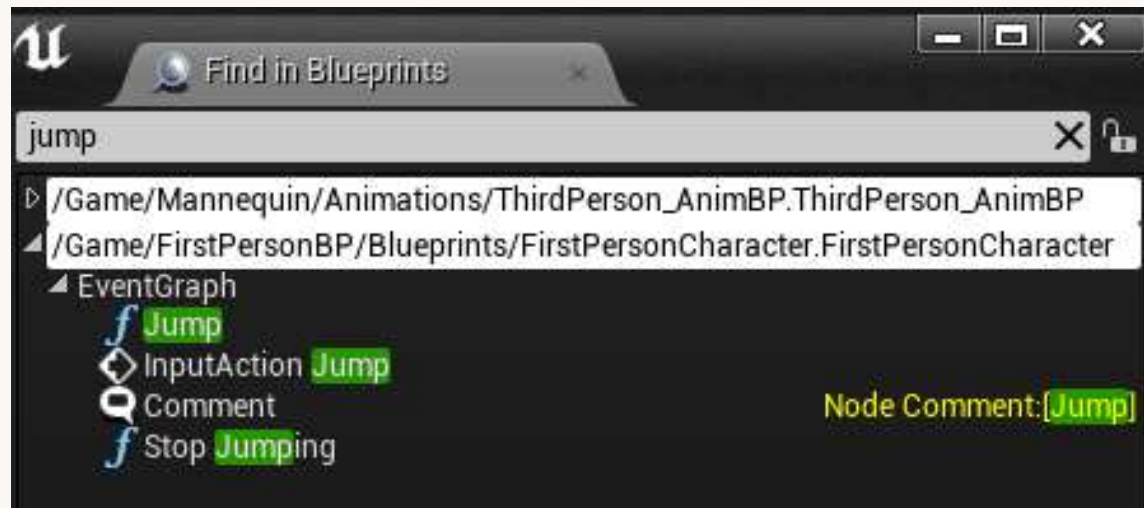 Find in Blueprints
jump
/Game/Mannequin/Animations/ThirdPerson_AnimBP.ThirdPerson_AnimBP
/Game/FirstPersonBP/Blueprints/FirstPersonCharacter.FirstPersonCharacter
EventGraph
Jump
InputAction Jump
Comment Node Comment:[Jump]
Stop Jumping